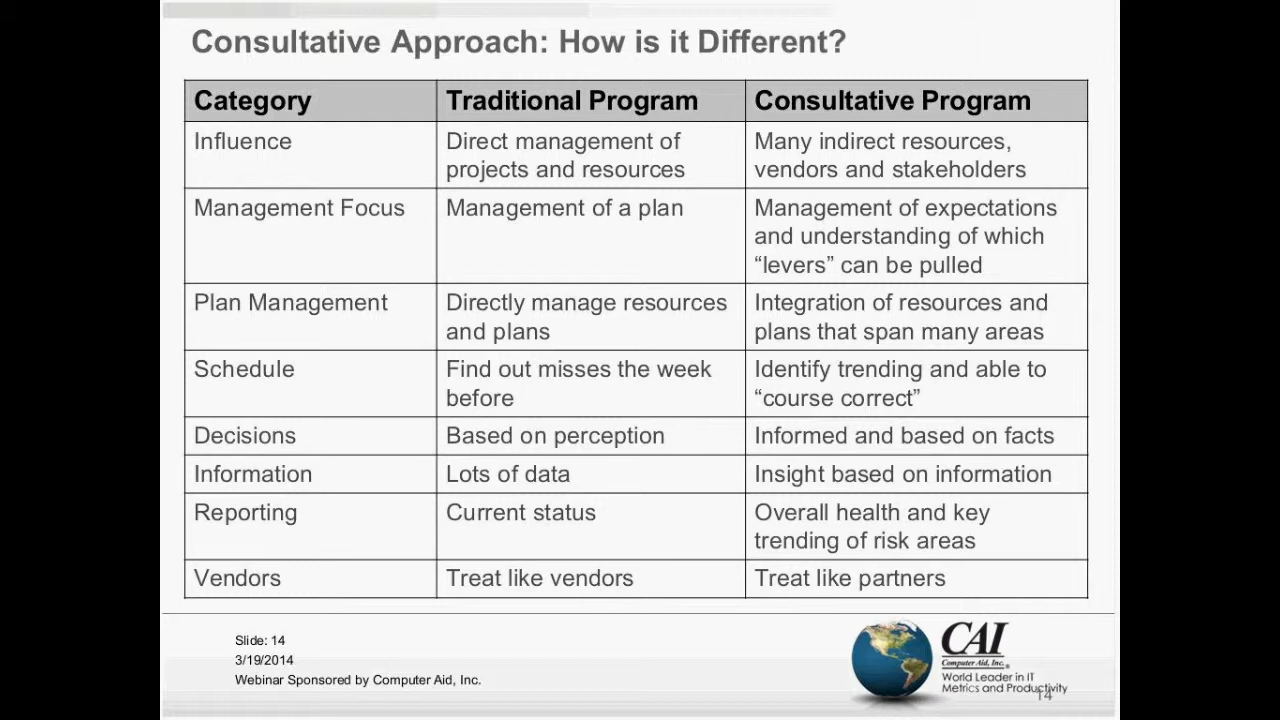 Consultative Approach: How is it Different?
Category
Traditional Program
Consultative Program
Influence
Direct management of
projects and resources
Many indirect resources,
vendors and stakeholders
Management Focus
Management of a plan
Management of expectations
and understanding of which
“levers” can be pulled
Plan Management
Directly manage resources
and plans
Integration of resources and
plans that span many areas
Schedule
Find out misses the week
before
Identify trending and able to
“course correct”
Decisions
Based on perception
Informed and based on facts
Information
Lots of data
Insight based on information
Reporting
Current status
Overall health and key
trending of risk areas
Vendors
Treat like vendors
Treat like partners
Slide: 14
3/19/2014
Webinar Sponsored by Computer Aid, Inc.
CAI
Computer Aid, Inc.
World Leader in IT
Metrics and Productivity
14